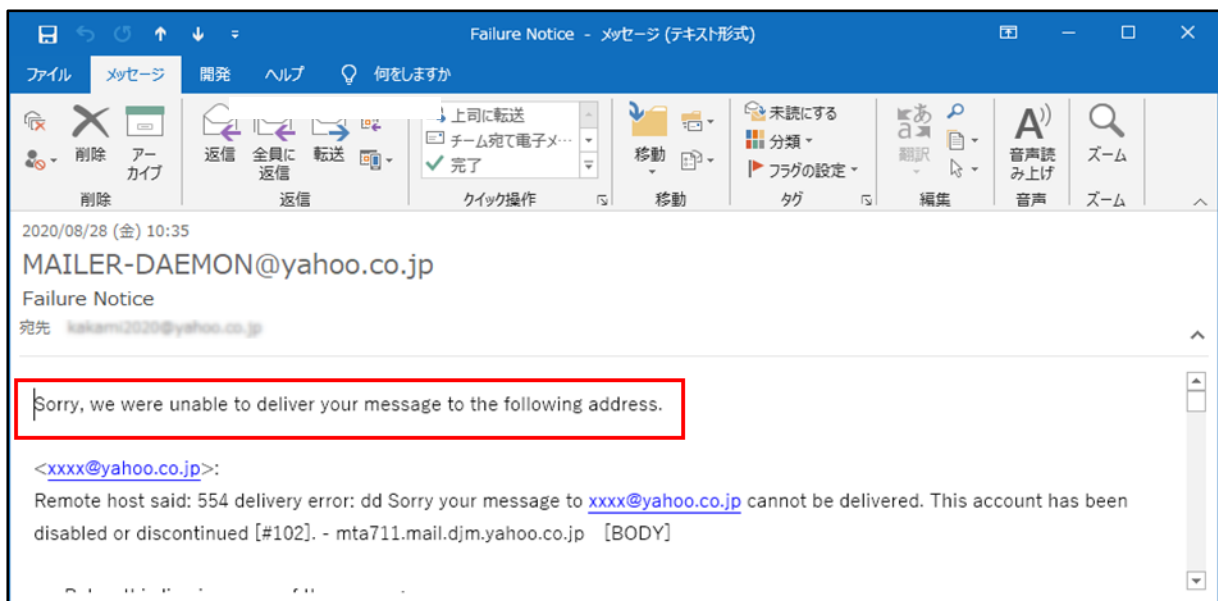 Failure Notice - メッセージ (テキスト形式)
ファイル メッセージ 開発 ヘルプ 何をしますか
上司に転送
チーム宛て電子メ…
完了
削除 アーカイブ
返信 全員に返信 転送
移動
未読にする
分類
フラグの設定
翻訳
音声読み上げ
ズーム
削除 返信 クイック操作 移動 タグ 編集 音声 ズーム
2020/08/28 (金) 10:35
MAILER-DAEMON@yahoo.co.jp
Failure Notice
宛先
Sorry, we were unable to deliver your message to the following address.
<xxxx@yahoo.co.jp>:
Remote host said: 554 delivery error: dd Sorry your message to xxxx@yahoo.co.jp cannot be delivered. This account has been
disabled or discontinued [#102]. - mta711.mail.djm.yahoo.co.jp [BODY]